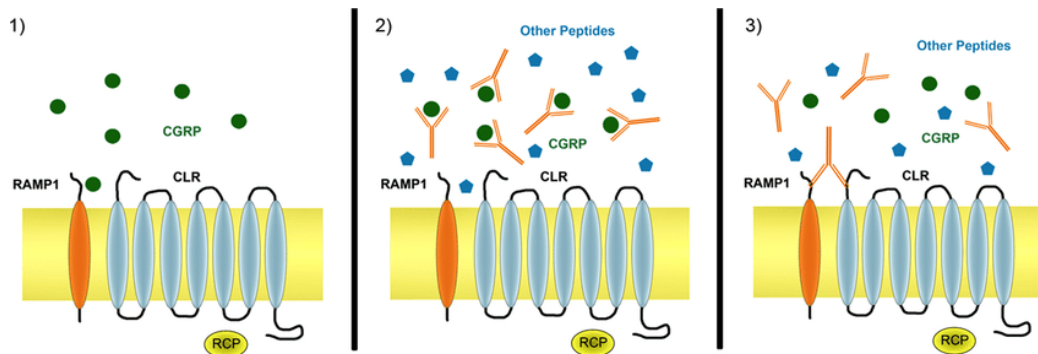 1)
CGRP
RAMP1
CLR
RCP
2)
Other Peptides
CGRP
RAMP1
CLR
RCP
3)
Other Peptides
CGRP
RAMP1
CLR
RCP